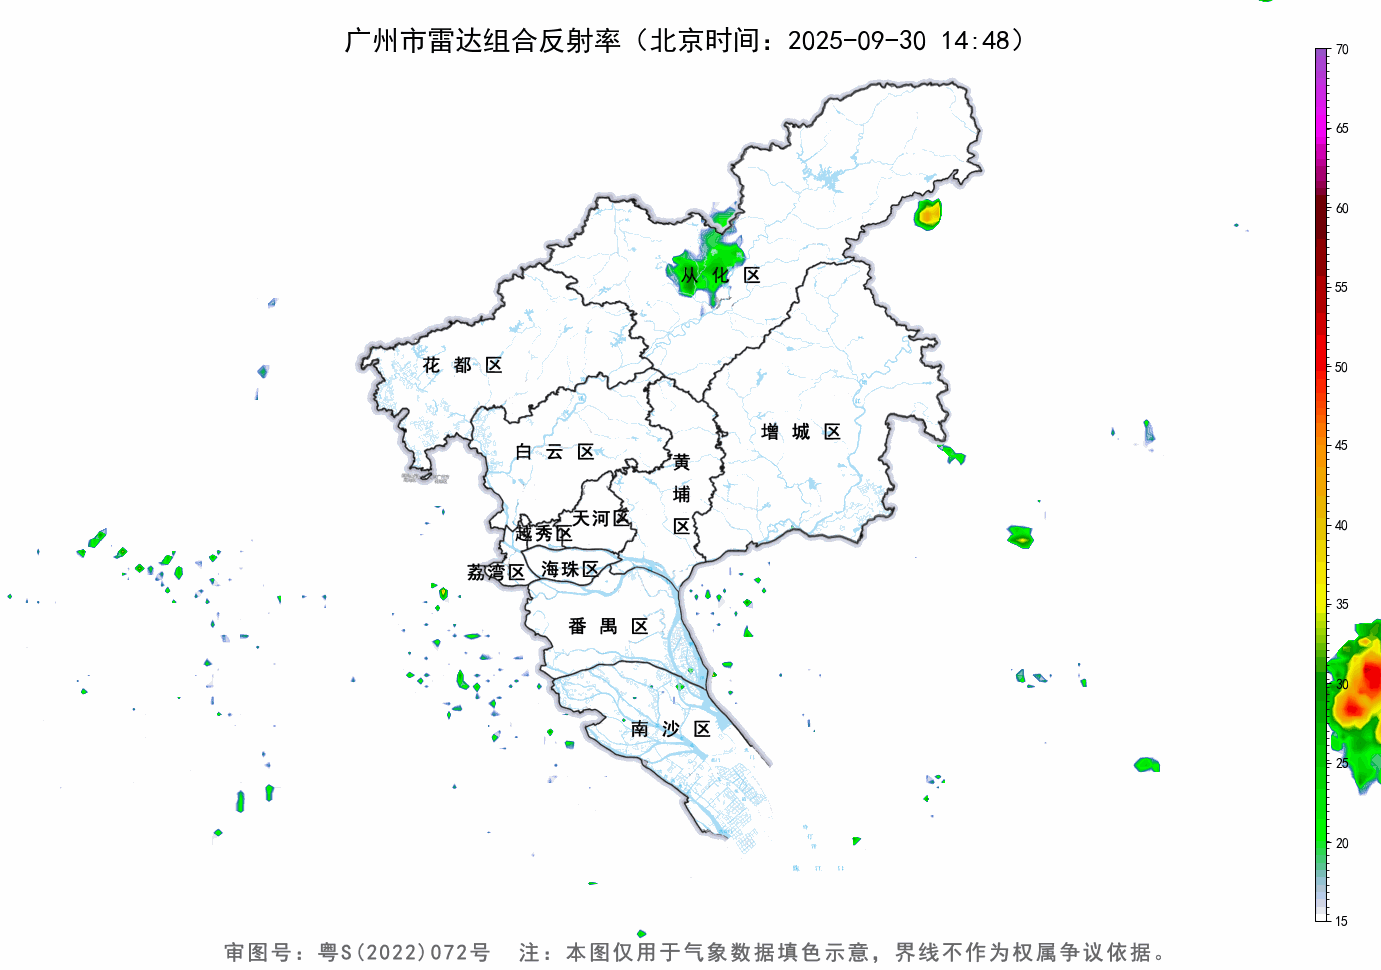 广州市雷达组合反射率（北京时间：2025-09-30 14:48）
70
65
60
55
50
45
40
35
30
25
20
15
从化区
花都区
增城区
白云区
黄埔区
天河区
越秀区
荔湾区
海珠区
番禺区
南沙区
审图号：粤S(2022)072号 注：本图仅用于气象数据填色示意，界线不作为权属争议依据。